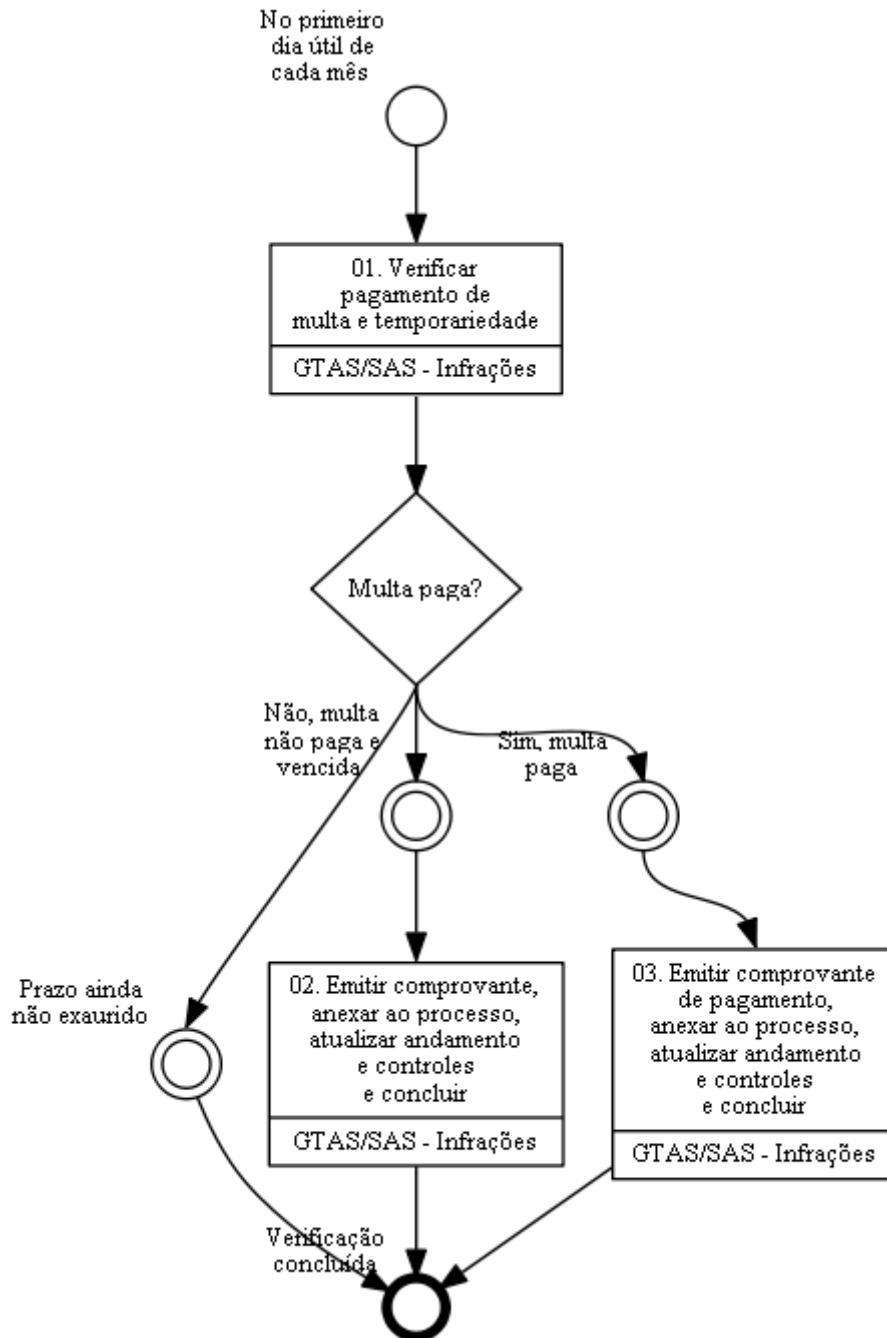 No primeiro
dia útil de
cada mês
01. Verificar
pagamento de
multa e temporariedade
GTAS/SAS - Infrações
Multa paga?
Não, multa
não paga e
vencida
Sim, multa
paga
Prazo ainda
não exaurido
02. Emitir comprovante,
anexar ao processo,
atualizar andamento
e controles
e concluir
GTAS/SAS - Infrações
03. Emitir comprovante
de pagamento,
anexar ao processo,
atualizar andamento
e controles
e concluir
GTAS/SAS - Infrações
Verificação
concluída